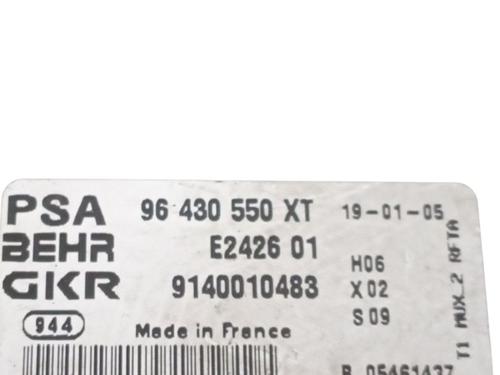 PSA 96 430 550 XT 19-01-05
BEHR E2426 01
GKR 9140010483
H06
X02
S09
944 Made in France
B 05461437
T1 MUX_2 RFTA